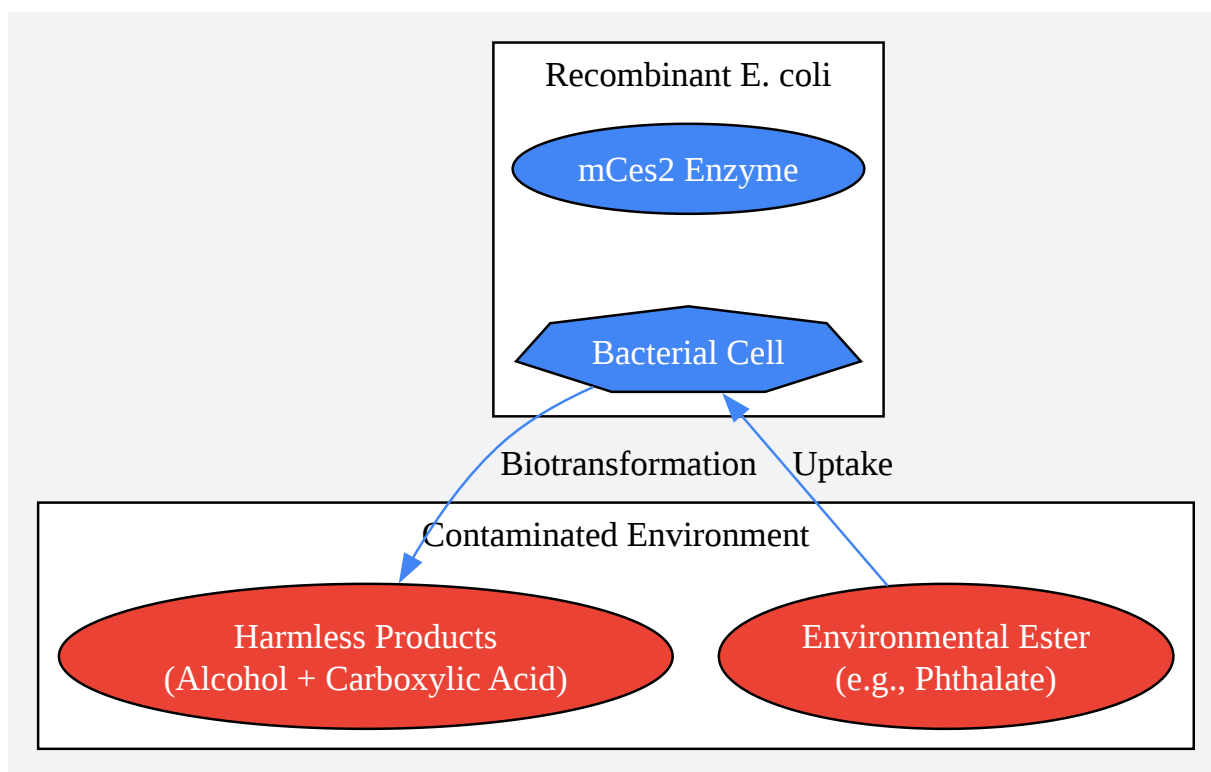 Recombinant E. coli
mCes2 Enzyme
Bacterial Cell
Biotransformation
Uptake
Contaminated Environment
Harmless Products
(Alcohol + Carboxylic Acid)
Environmental Ester
(e.g., Phthalate)